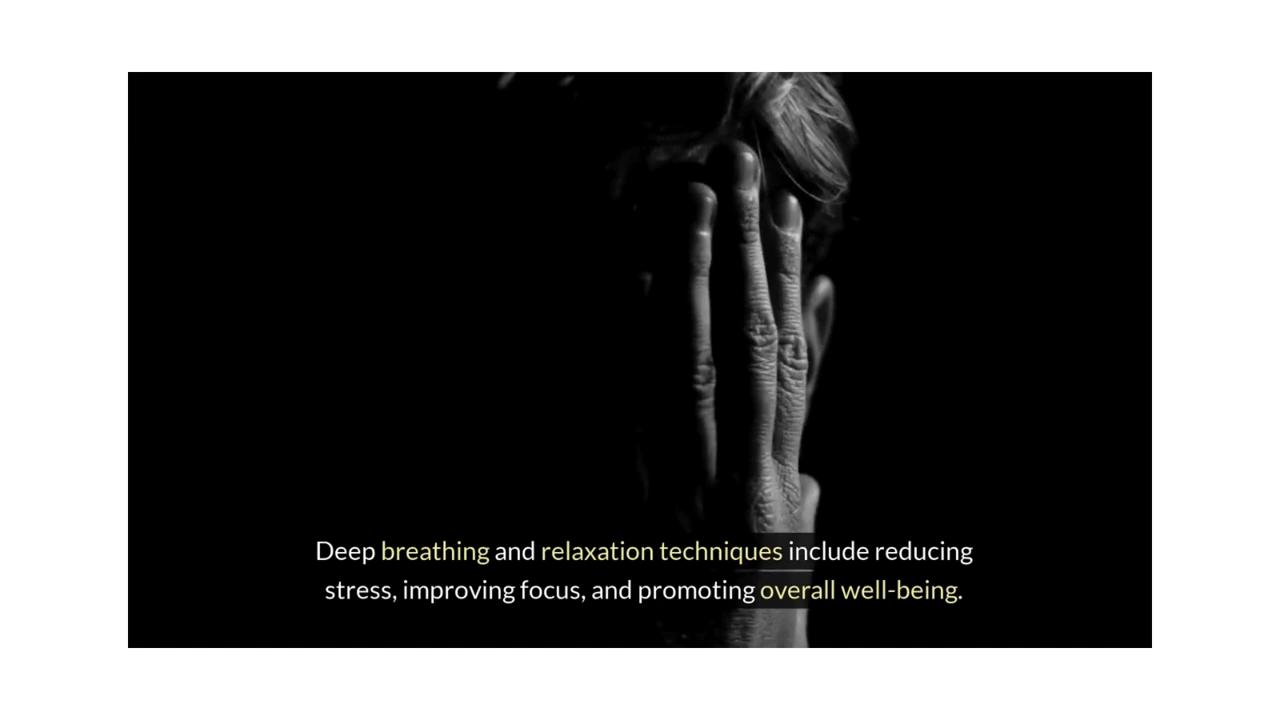 Deep breathing and relaxation techniques include reducing
stress, improving focus, and promoting overall well-being.